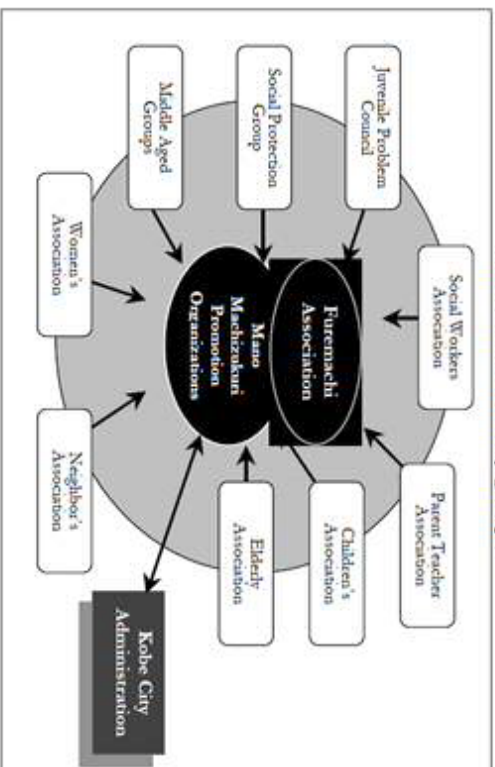 Social Workers
Association
Juvenile Problem
Council
Parent Teacher
Association
Furemachi
Association
Social Protection
Group
Children's
Association
Mano
Machizukuri
Promotion
Organizations
Middle Aged
Groups
Elderly
Association
Women's
Association
Neighbor's
Association
Kobe City
Administration